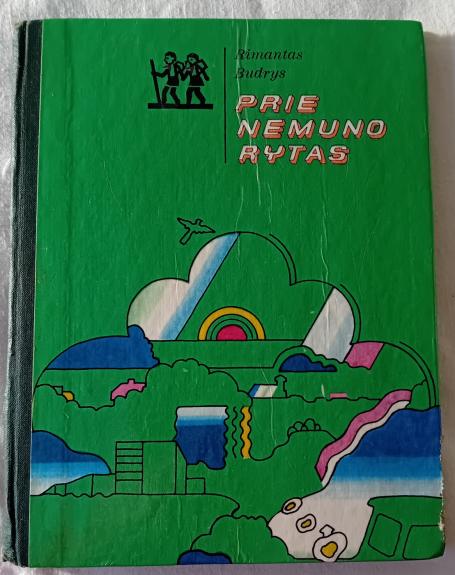 Rimantas
Budrys
PRIE
NEMUNO
RYTAS